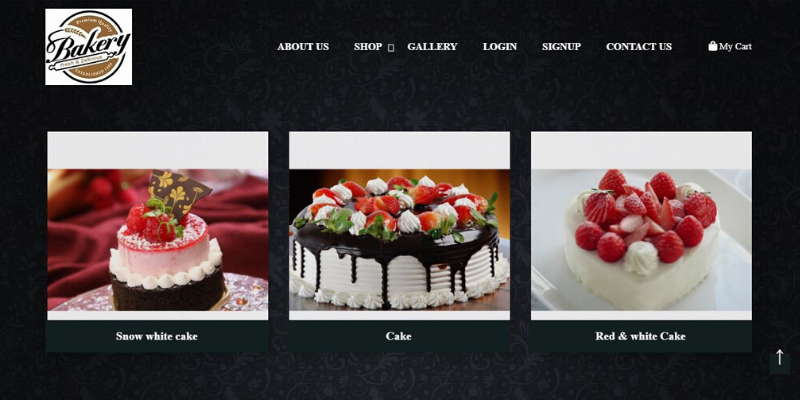 Premium Quality
Bakery
Fresh & Delicious
ESTABLISHED
ABOUT US
SHOP
GALLERY
LOGIN
SIGNUP
CONTACT US
My Cart
Snow white cake
Cake
Red & white Cake